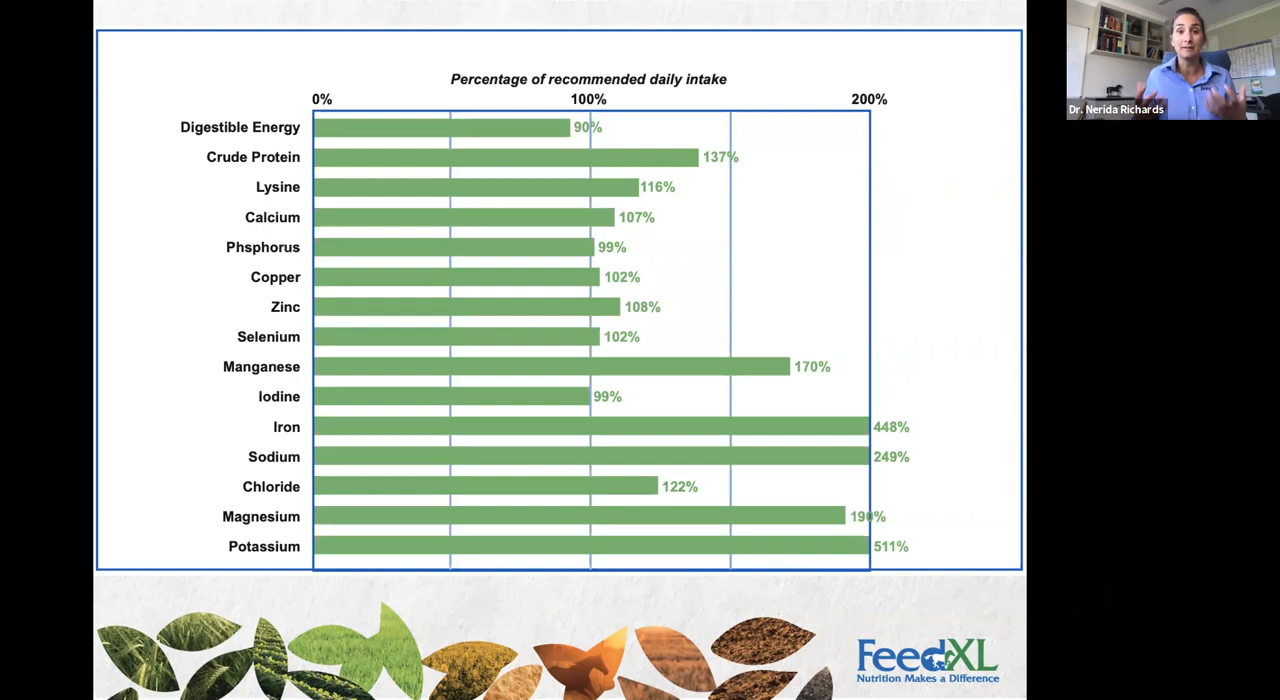 Percentage of recommended daily intake
0% 100% 200%
Digestible Energy 90%
Crude Protein 137%
Lysine 116%
Calcium 107%
Phsphorus 99%
Copper 102%
Zinc 108%
Selenium 102%
Manganese 170%
Iodine 99%
Iron 448%
Sodium 249%
Chloride 122%
Magnesium 190%
Potassium 511%
FeedXL
Nutrition Makes a Difference
Dr. Nerida Richards